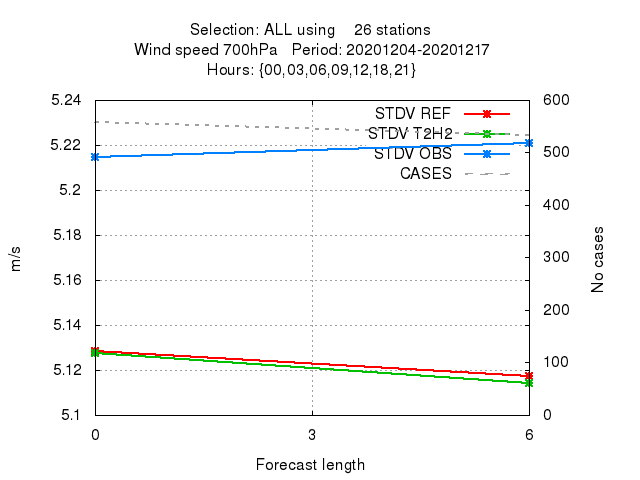 Selection: ALL using 26 stations
Wind speed 700hPa Period: 20201204-20201217
Hours: {00,03,06,09,12,18,21}
5.24
5.22
5.2
5.18
5.16
5.14
5.12
5.1
m/s
STDV REF
STDV T2H2
STDV OBS
CASES
600
500
400
300
200
100
0
No cases
0 3 6
Forecast length